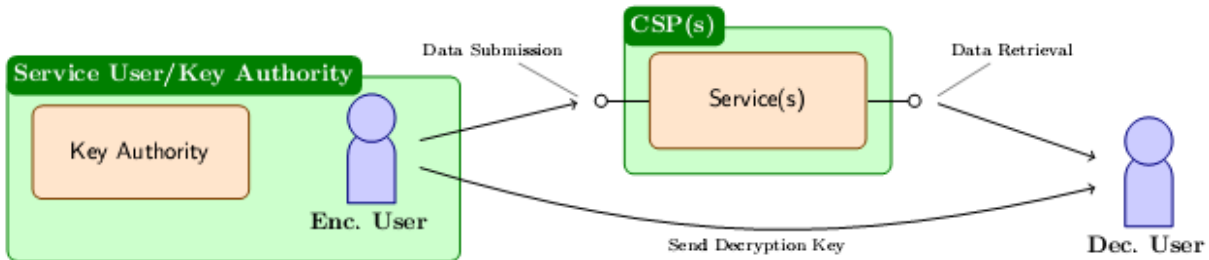 CSP(s)
Data Submission
Data Retrieval
Service User/Key Authority
Service(s)
Key Authority
Enc. User
Send Decryption Key
Dec. User